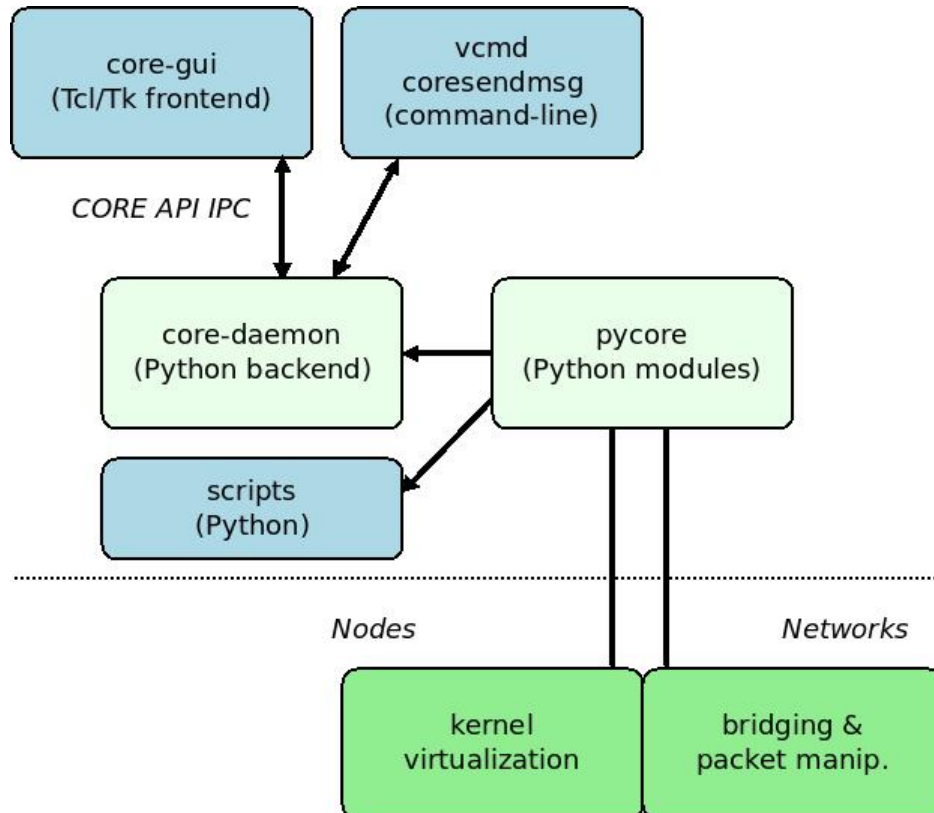 core-gui
(Tcl/Tk frontend)
vcmd
coresendmsg
(command-line)
CORE API IPC
core-daemon
(Python backend)
pycore
(Python modules)
scripts
(Python)
Nodes
Networks
kernel
virtualization
bridging &
packet manip.